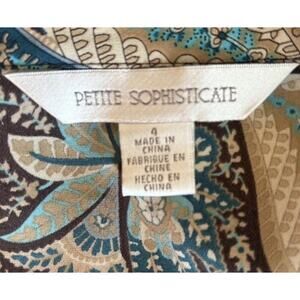 PETITE SOPHISTICATE
4
MADE IN
CHINA
FABRIQUE EN
CHINE
HECHO EN
CHINA